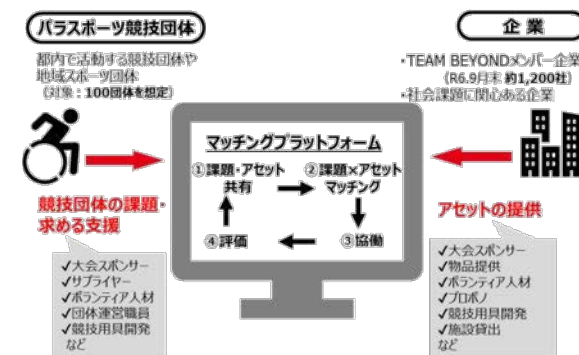 パラスポーツ競技団体
都内で活動する競技団体や
地域スポーツ団体
(対象：100団体を想定)
競技団体の課題・
求める支援
✓大会スポンサー
✓サプライヤー
✓ボランティア人材
✓団体運営職員
✓競技用具開発
など
マッチングプラットフォーム
①課題・アセット
共有
②課題×アセット
マッチング
③協働
④評価
企業
・TEAM BEYONDメンバー企業
(R6.9月末 約1,200社)
・社会課題に関心ある企業
アセットの提供
✓大会スポンサー
✓物品提供
✓ボランティア人材
✓プロボノ
✓競技用具開発
✓施設貸出
など